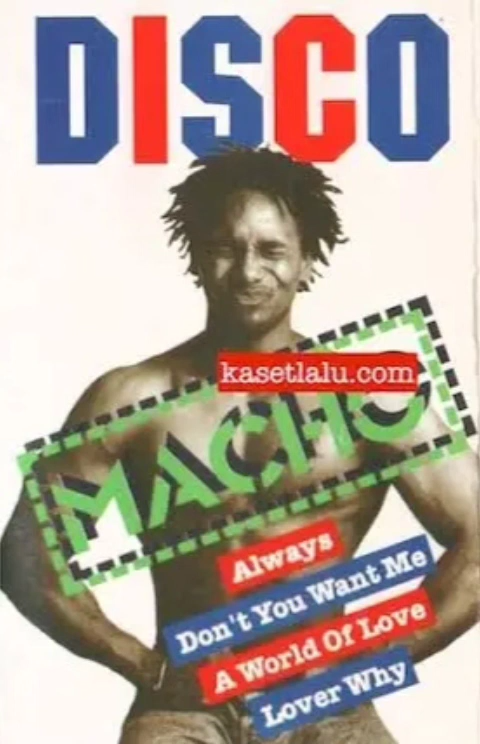 DISCO
kasetlalu.com
MACHO
Always
Don't You Want Me
A World Of Love
Lover Why